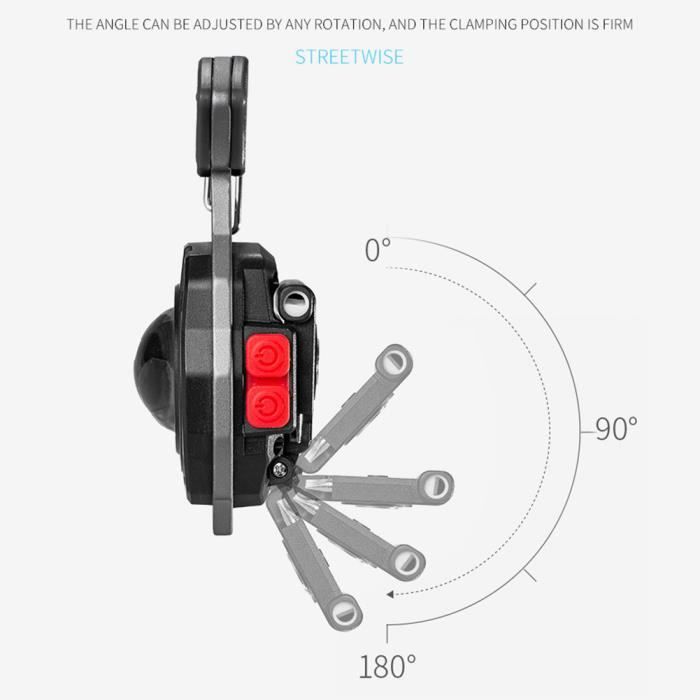 THE ANGLE CAN BE ADJUSTED BY ANY ROTATION, AND THE CLAMPING POSITION IS FIRM
STREETWISE
0°
90°
180°